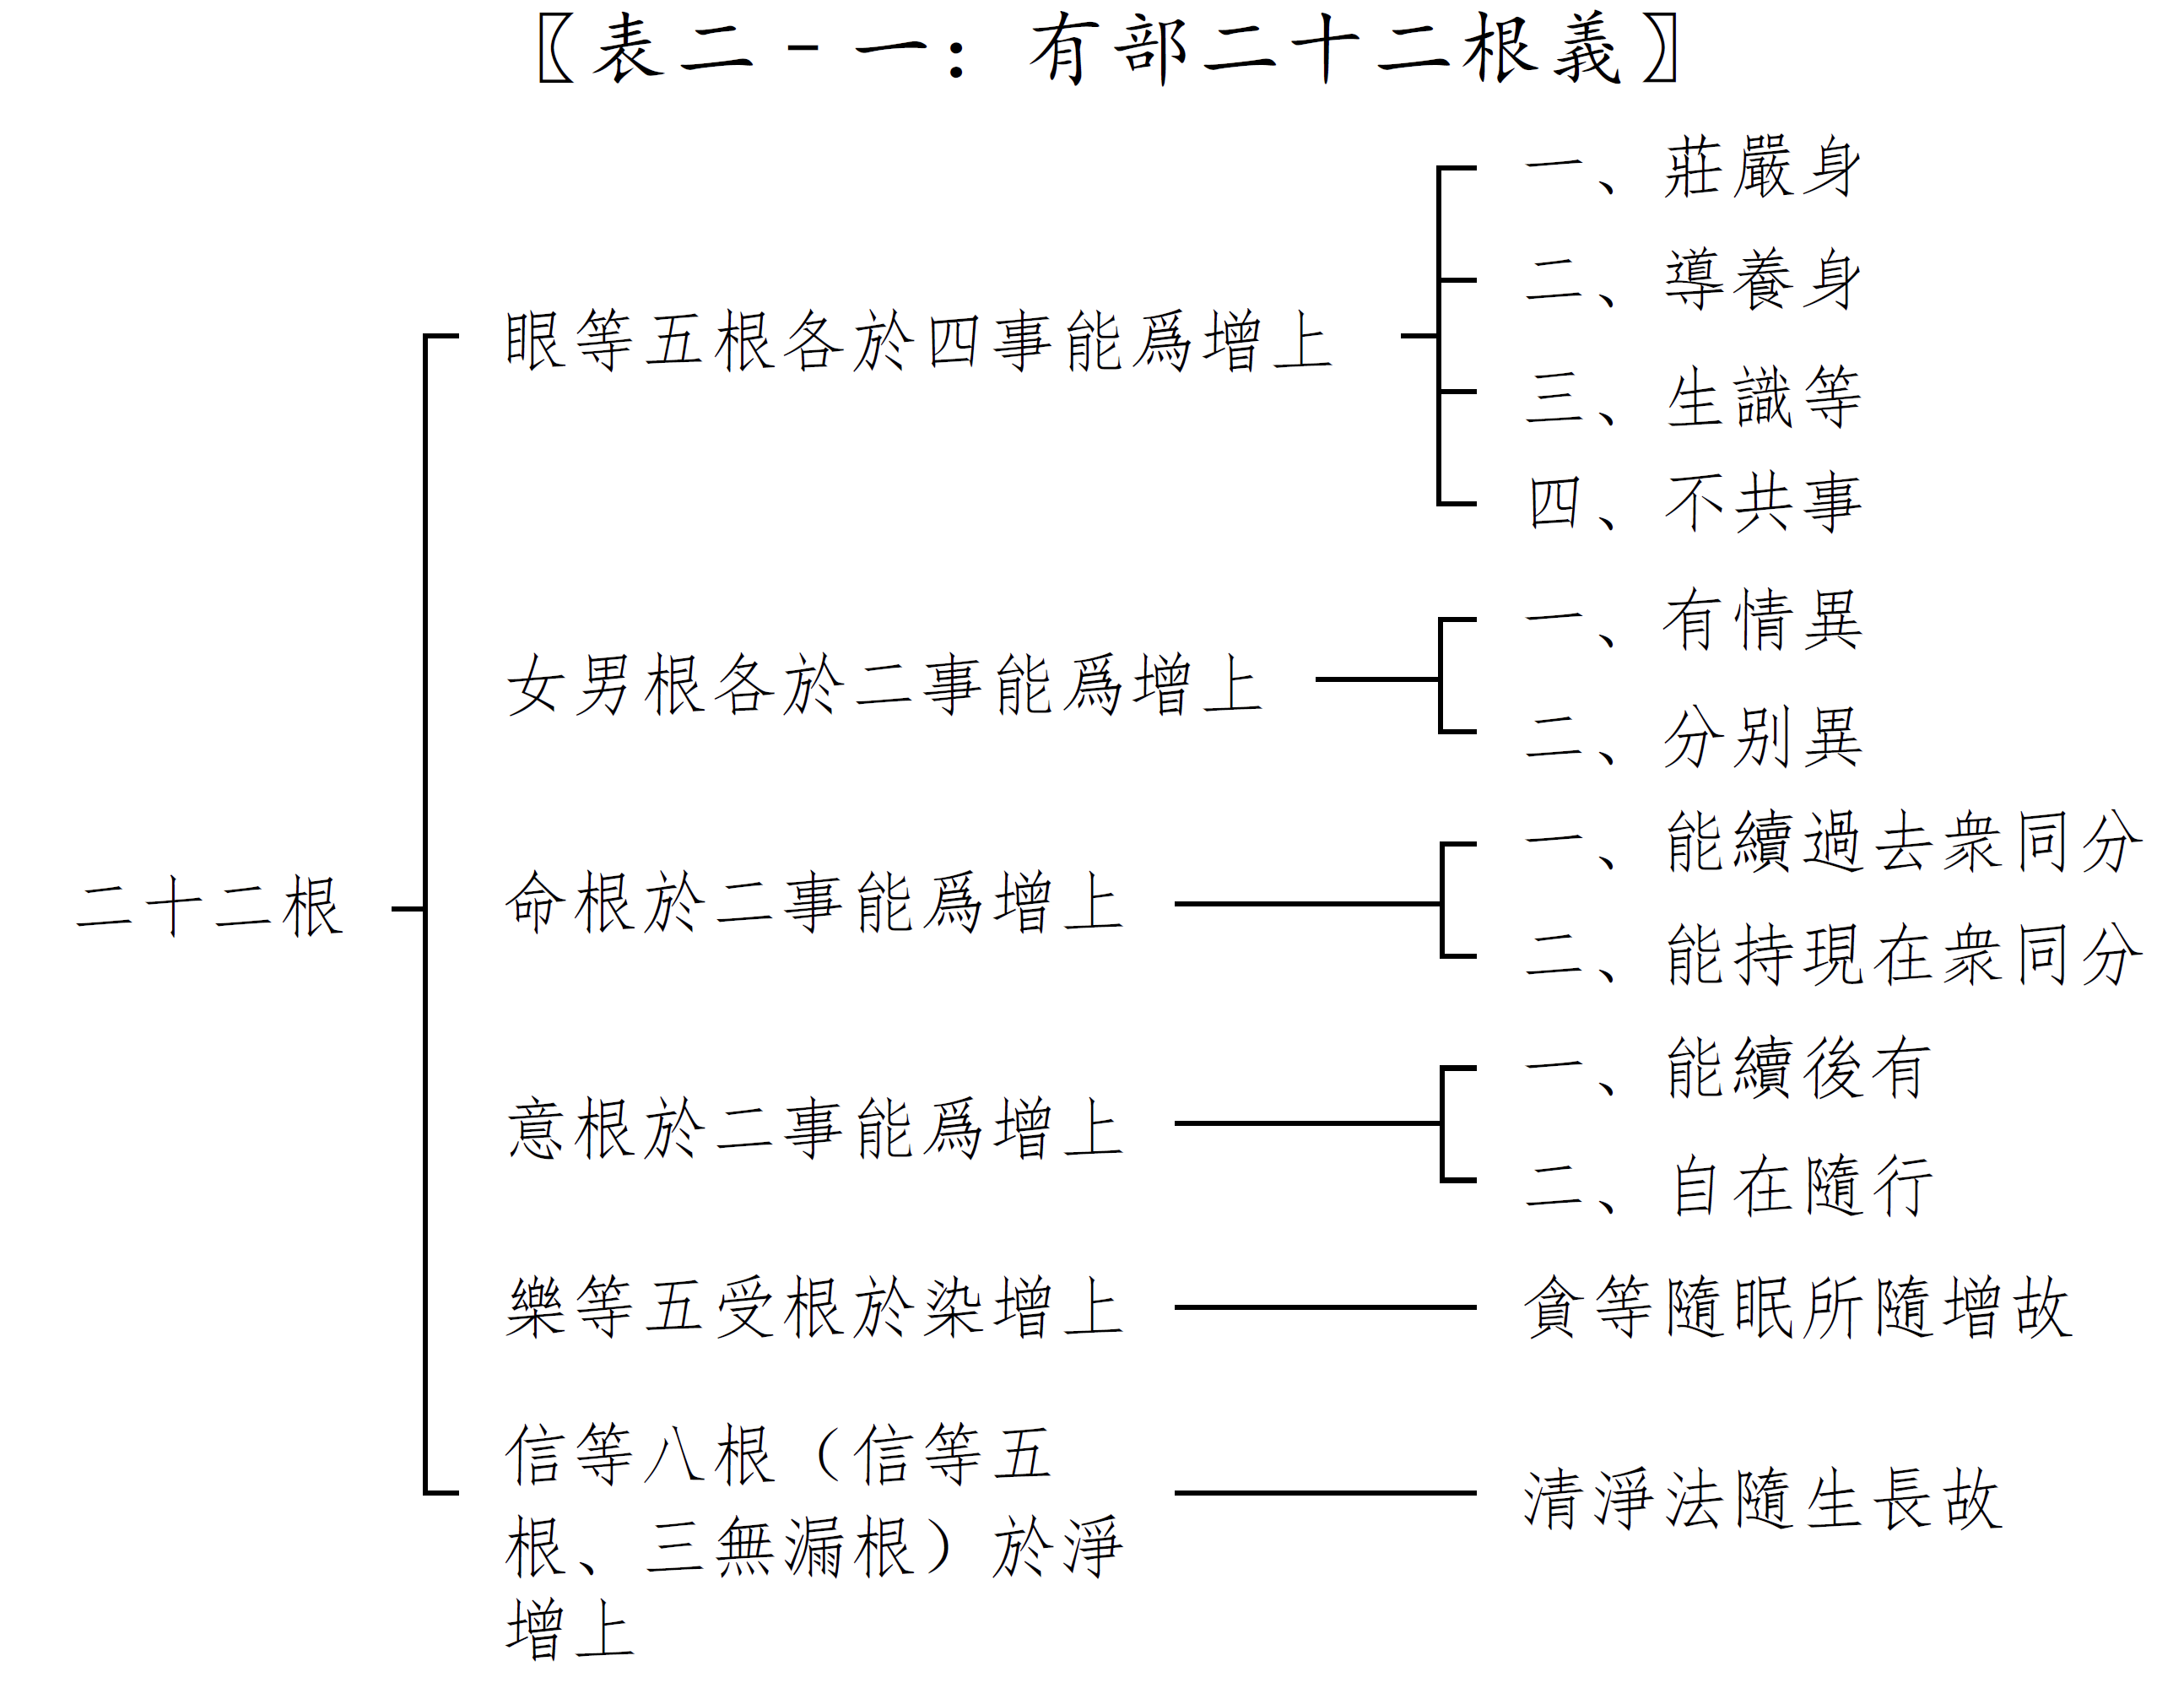 〖表二-一：有部二十二根義〗
二十二根
眼等五根各於四事能爲增上
一、莊嚴身
二、導養身
三、生識等
四、不共事
女男根各於二事能爲增上
一、有情異
二、分別異
命根於二事能爲增上
一、能續過去衆同分
二、能持現在衆同分
意根於二事能爲增上
一、能續後有
二、自在隨行
樂等五受根於染增上
貪等隨眠所隨增故
信等八根（信等五
根、三無漏根）於淨
增上
清淨法隨生長故